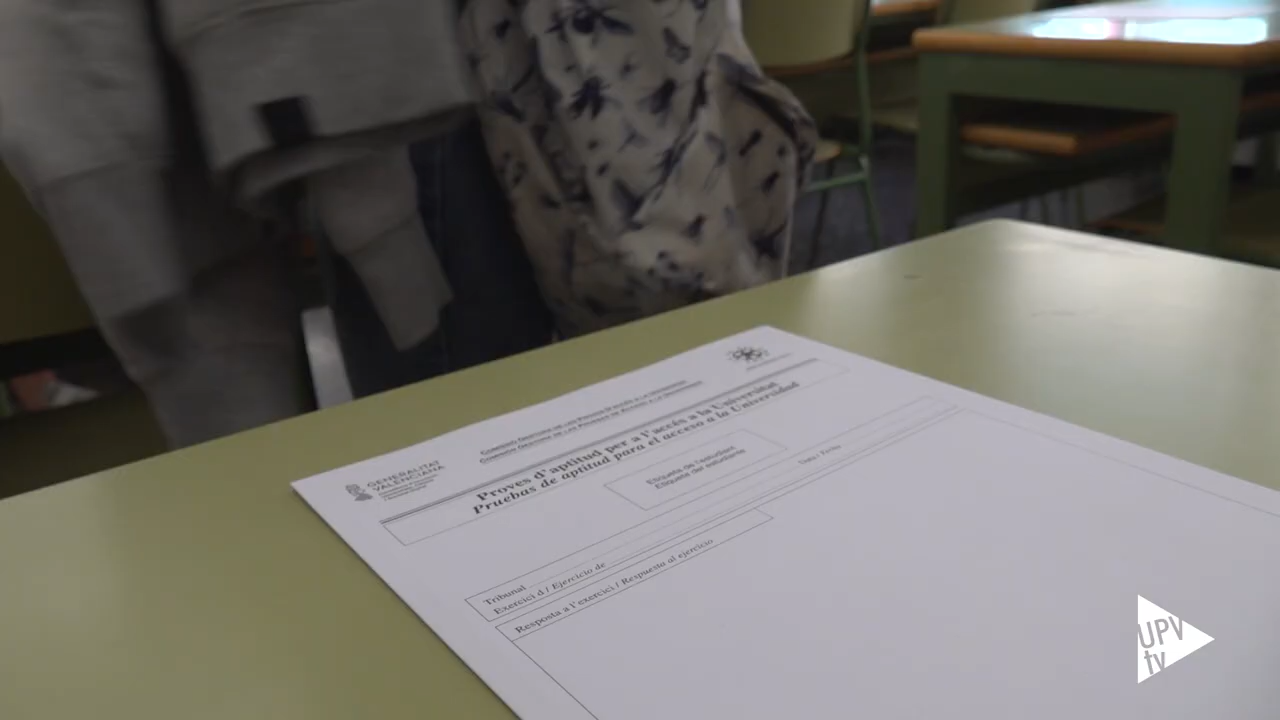 GENERALITAT
VALENCIANA
COMISSIÓ GESTORA DE LES PROVES D'ACCÉS A LA UNIVERSITAT
COMISIÓN GESTORA DE LAS PRUEBAS DE ACCESO A LA UNIVERSIDAD
Proves d'aptitud per a l'accés a la Universitat
Pruebas de aptitud para el acceso a la Universidad
Etiqueta de l'estudiant
Etiqueta del estudiante
Data / Fecha
Tribunal
Exercici d / Ejercicio de
Resposta a l'exercici / Respuesta al ejercicio
UPV
tv